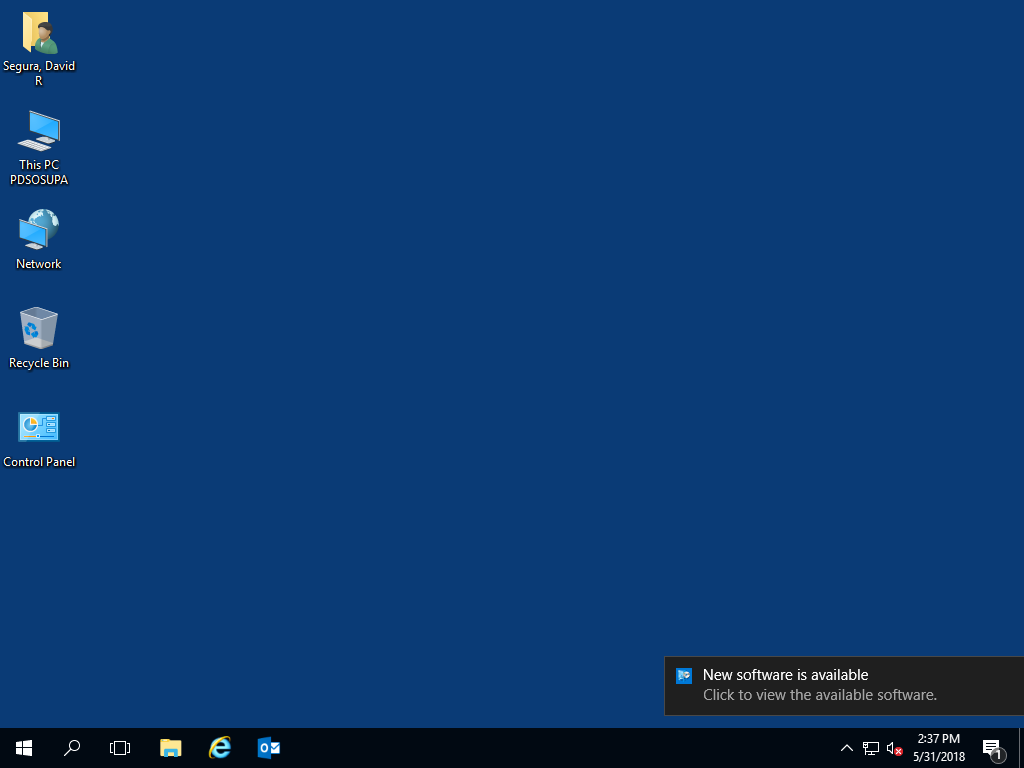 Segura, David
R
This PC
PDSOSUPA
Network
Recycle Bin
Control Panel
New software is available
Click to view the available software.
2:37 PM
5/31/2018
1